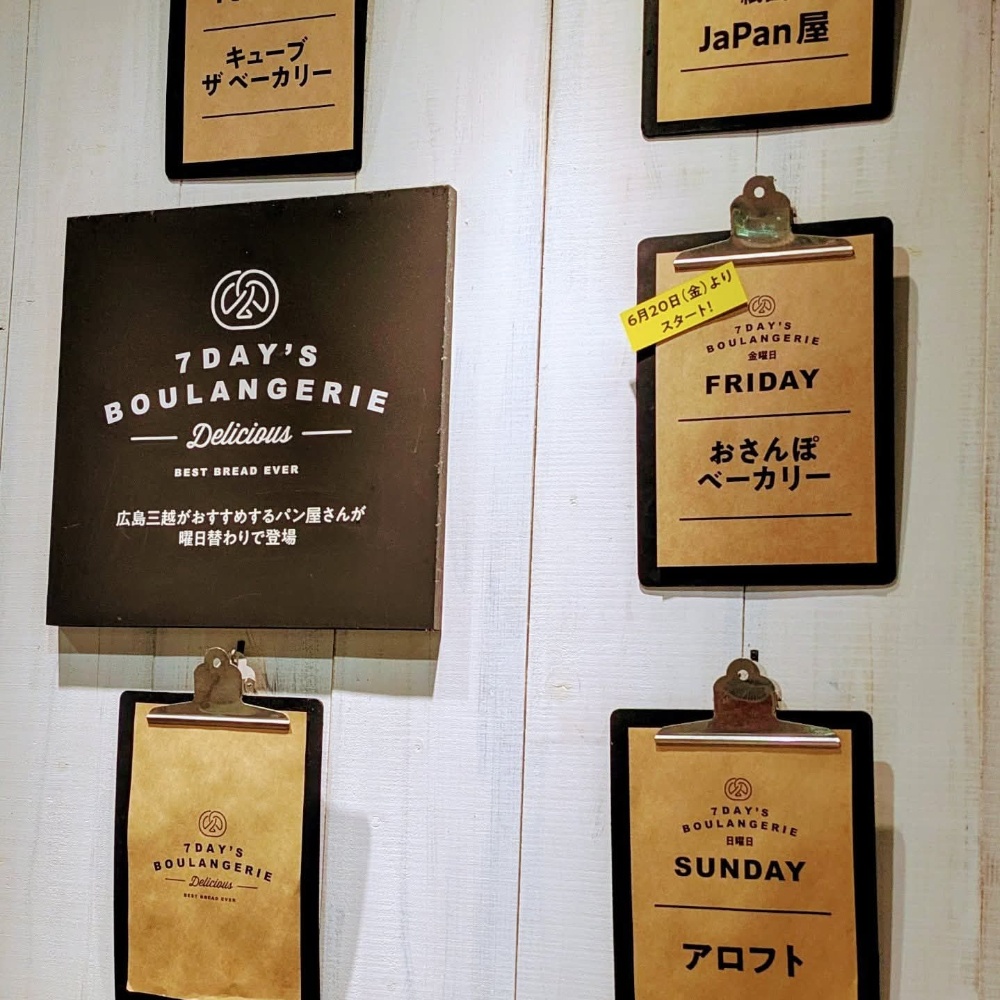 キューブ
ザ ベーカリー
JaPan屋
7DAY'S
BOULANGERIE
Delicious
BEST BREAD EVER
広島三越がおすすめするパン屋さんが
曜日替わりで登場
6月20日(金)より
スタート!
7DAY'S
BOULANGERIE
金曜日
FRIDAY
おさんぽ
ベーカリー
7DAY'S
BOULANGERIE
Delicious
BEST BREAD EVER
7DAY'S
BOULANGERIE
日曜日
SUNDAY
アロフト